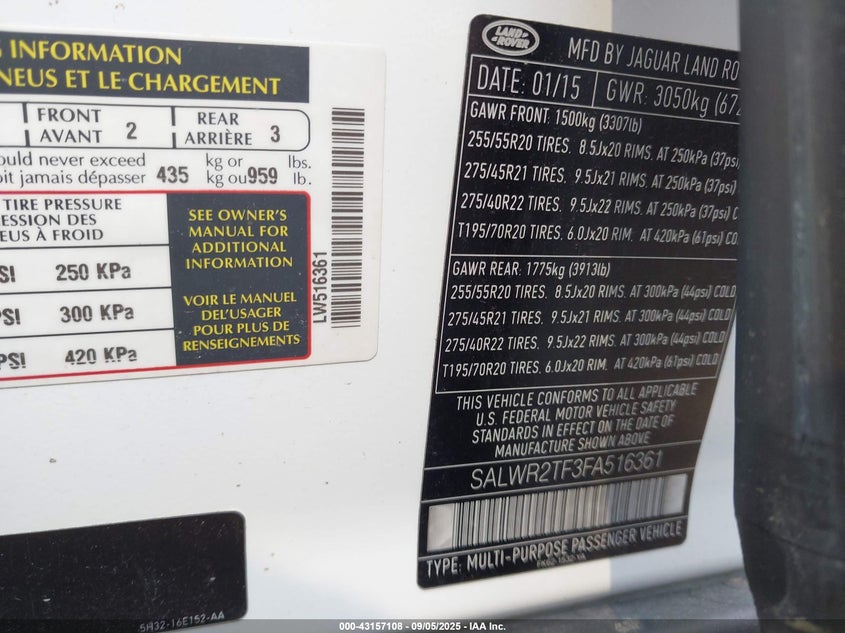 INFORMATION
NEUS ET LE CHARGEMENT
FRONT
AVANT 2
REAR
ARRIÈRE 3
should never exceed 435 kg or 959 lbs.
jamais dépasser kg ou lb.
TIRE PRESSURE
DES
À FROID
250 KPa
300 KPa
PSI 420 KPa
SEE OWNER'S
MANUAL FOR
ADDITIONAL
INFORMATION
VOIR LE MANUEL
DEL'USAGER
POUR PLUS DE
RENSEIGNEMENTS
LW516361
5H32-16E152-AA
LAND
ROVER
MFD BY JAGUAR LAND RO
DATE: 01/15 GWR: 3050kg (672
GAWR FRONT: 1500kg (3307lb)
255/55R20 TIRES. 8.5Jx20 RIMS. AT 250kPa (37psi)
275/45R21 TIRES. 9.5Jx21 RIMS. AT 250kPa (37psi)
275/40R22 TIRES. 9.5Jx22 RIMS. AT 250kPa (37psi) C
T195/70R20 TIRES. 6.0Jx20 RIM. AT 420kPa (61psi) CO
GAWR REAR: 1775kg (3913lb)
255/55R20 TIRES. 8.5Jx20 RIMS. AT 300kPa (44psi) COLD
275/45R21 TIRES. 9.5Jx21 RIMS. AT 300kPa (44psi) COLD
275/40R22 TIRES. 9.5Jx22 RIMS. AT 300kPa (44psi) COLD
T195/70R20 TIRES. 6.0Jx20 RIM. AT 420kPa (61psi) COLD
THIS VEHICLE CONFORMS TO ALL APPLICABLE
U.S. FEDERAL MOTOR VEHICLE SAFETY
STANDARDS IN EFFECT ON THE DATE OF
MANUFACTURE SHOWN ABOVE
SALWR2TF3FA516361
TYPE: MULTI-PURPOSE PASSENGER VEHICLE
000-43157108 - 09/05/2025 - IAA Inc.